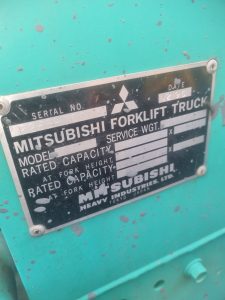 SERIAL NO. DATE
MITSUBISHI FORKLIFT TRUCK
MODEL SERVICE WGT.
RATED CAPACITY X
AT FORK HEIGHT
RATED CAPACITY X
AT FORK HEIGHT
MITSUBISHI
HEAVY INDUSTRIES, LTD.